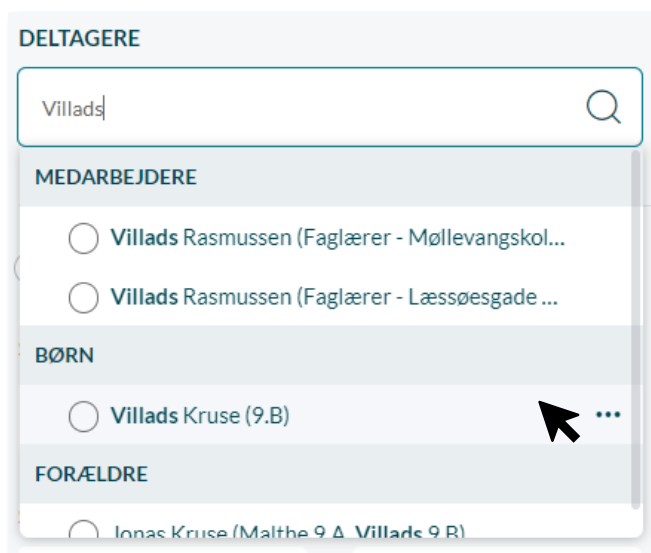 DELTAGERE
Villads
MEDARBEJDERE
Villads Rasmussen (Faglærer - Møllevangskol...
Villads Rasmussen (Faglærer - Læssøesgade ...
BØRN
Villads Kruse (9.B)
FORÆLDRE
Jonas Kruse (Malthe 9.A, Villads 9.B)